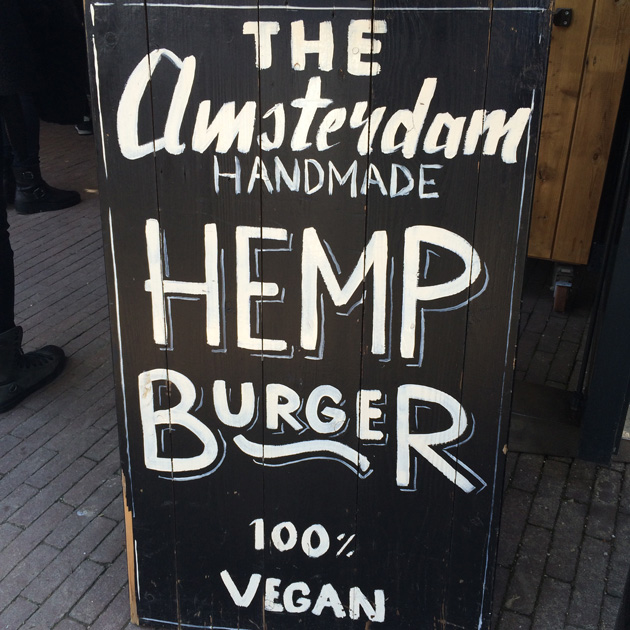 THE
Amsterdam
HANDMADE
HEMP
BURGER
100%
VEGAN